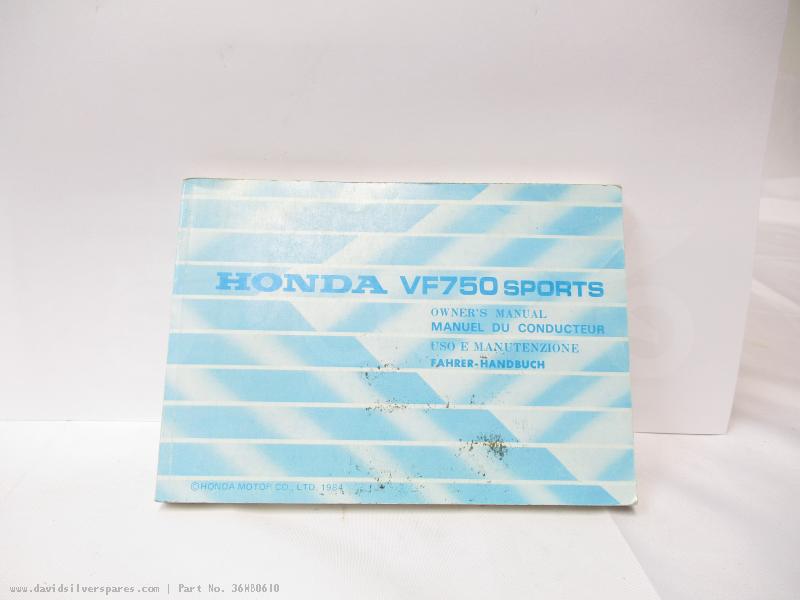 HONDA VF750 SPORTS
OWNER'S MANUAL
MANUEL DU CONDUCTEUR
USO E MANUTENZIONE
FAHRER-HANDBUCH
©HONDA MOTOR CO., LTD. 1984
www.davidsilverspares.com | Part No. 36MB0610